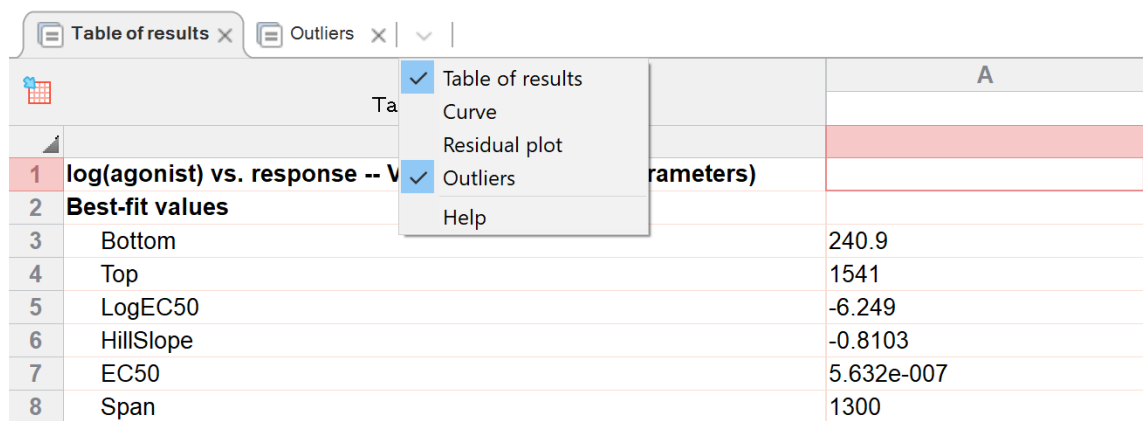 Table of results Outliers
Table of results
A
Ta
Curve
Residual plot
Outliers
Help
1 log(agonist) vs. response -- V rameters)
2 Best-fit values
3 Bottom 240.9
4 Top 1541
5 LogEC50 -6.249
6 HillSlope -0.8103
7 EC50 5.632e-007
8 Span 1300